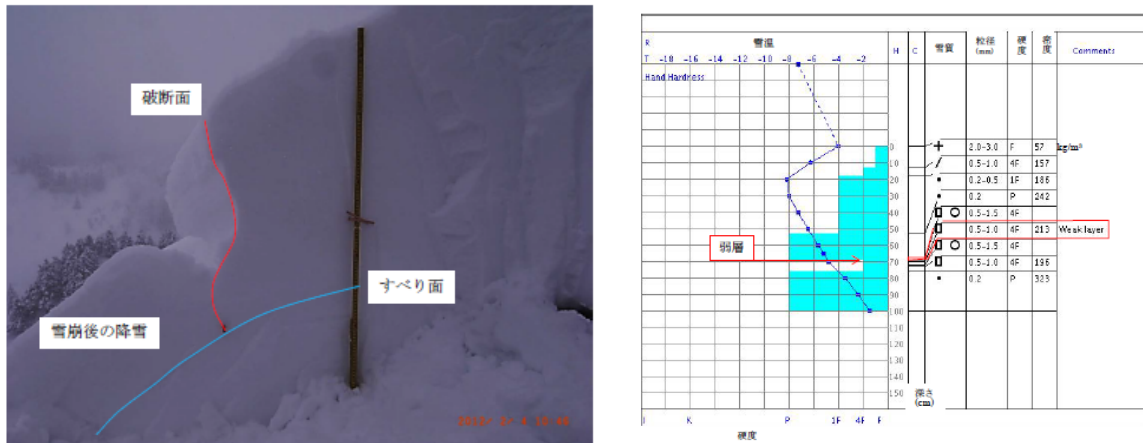 破断面
すべり面
雪崩後の降雪
R 雪温 H C 雪質 粒径 (mm) 硬度 密度 Comments
T -18 -16 -14 -12 -10 -8 -6 -4 -2
Hand Hardness
0 + 2.0-3.0 F 57 kg/m³
10 / 0.5-1.0 4F 157
20 • 0.2-0.5 1F 186
30 • 0.2 P 242
40 □ ○ 0.5-1.5 4F
50 □ 0.5-1.0 4F 213 Weak layer
弱層
60 □ ○ 0.5-1.5 4F
70 □ 0.5-1.0 4F 196
80 • 0.2 P 323
90
100
110
120
130
140
150
深さ
(cm)
I K P 1F 4F F
硬度